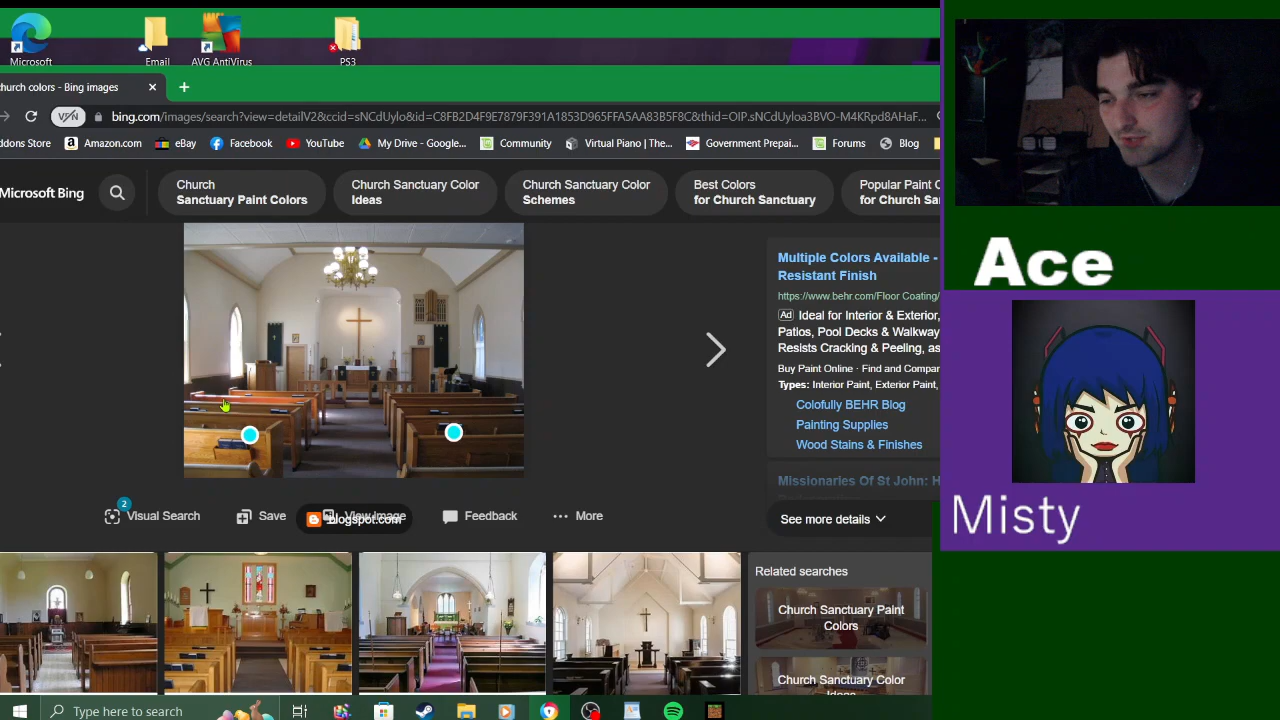 Microsoft
Email
AVG AntiVirus
PS3
church colors - Bing images
VPN
bing.com/images/search?view=detailV2&ccid=sNCdUylo&id=C8FB2D4F9E7879F391A1853D965FFA5AA83B5F8C&thid=OIP.sNCdUyloa3BVO-M4KRpd8AHaF...
ddons Store
Amazon.com
eBay
Facebook
YouTube
My Drive - Google...
Community
Virtual Piano | The...
Government Prepai...
Forums
Blog
Microsoft Bing
Church
Sanctuary Paint Colors
Church Sanctuary Color
Ideas
Church Sanctuary Color
Schemes
Best Colors
for Church Sanctuary
Popular Paint C
for Church Sa
Multiple Colors Available -
Resistant Finish
https://www.behr.com/Floor Coating/
Ad Ideal for Interior & Exterior,
Patios, Pool Decks & Walkway
Resists Cracking & Peeling, as
Buy Paint Online · Find and Compar
Types: Interior Paint, Exterior Paint,
Colofully BEHR Blog
Painting Supplies
Wood Stains & Finishes
Missionaries Of St John: H
See more details
2
Visual Search
Save
View image
blogspot.com
Feedback
More
Related searches
Church Sanctuary Paint
Colors
Church Sanctuary Color
Ideas
Type here to search
Ace
Misty